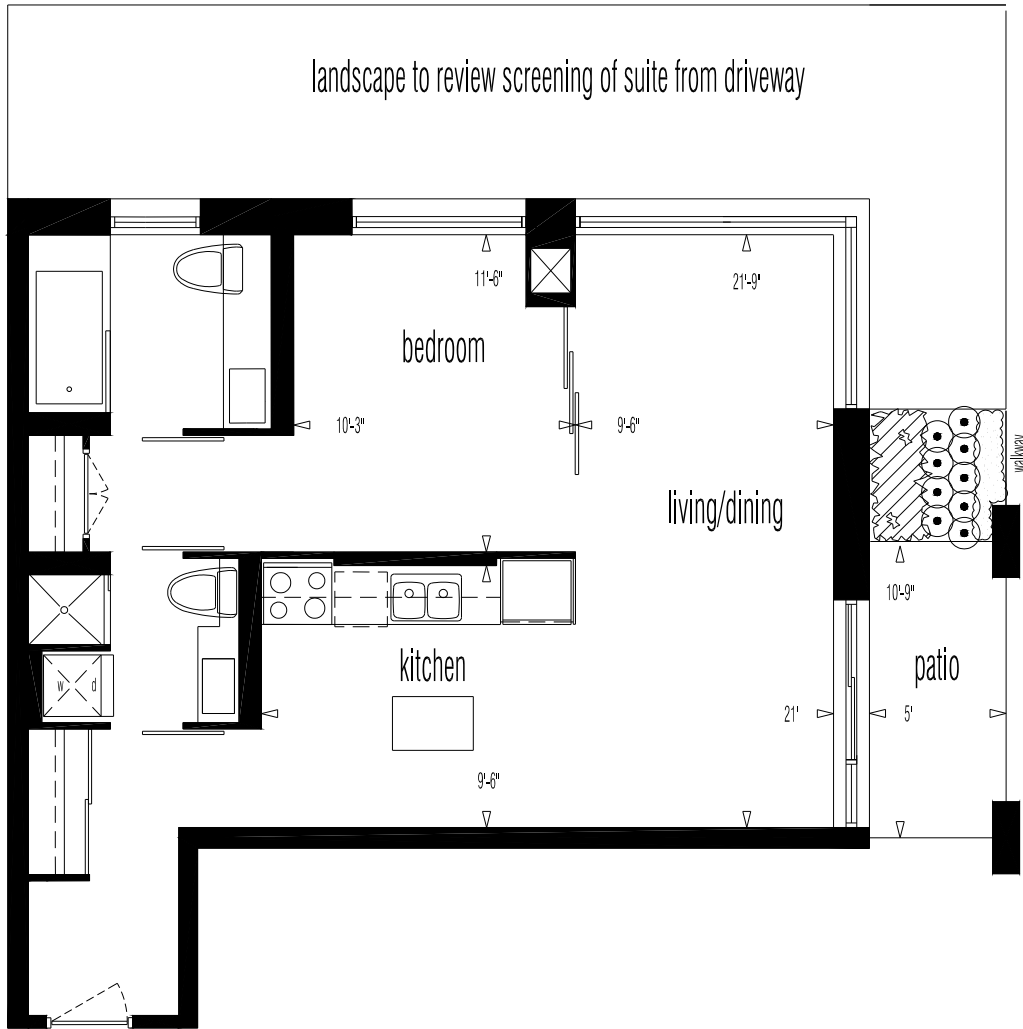 landscape to review screening of suite from driveway
11'-6"
21'-9"
bedroom
10'-3"
9'-6"
walkway
living/dining
10'-9"
kitchen
patio
w d
21'
5'
9'-6"